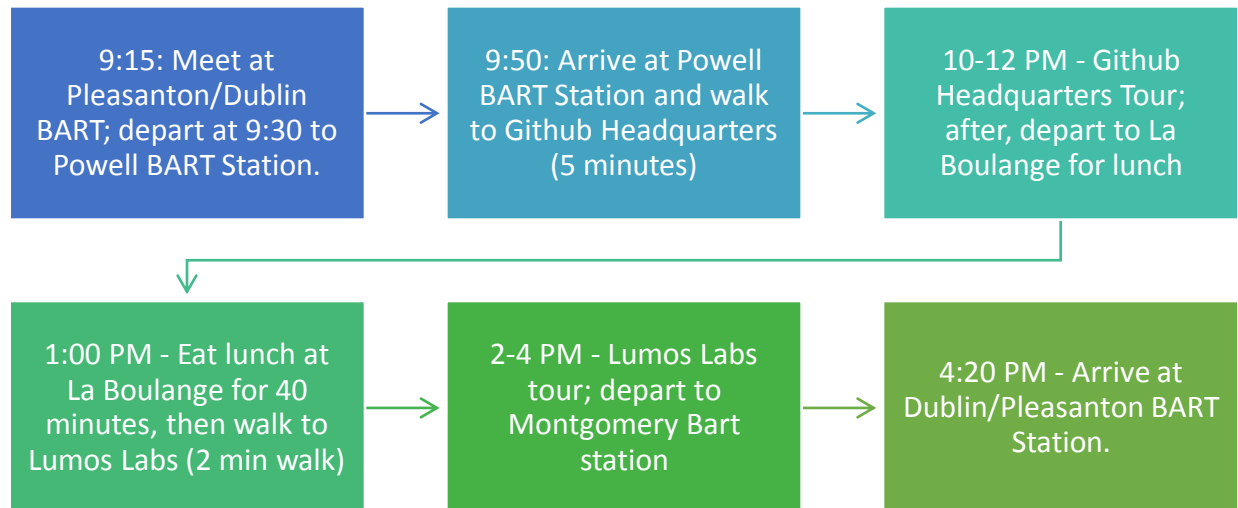 9:15: Meet at
Pleasanton/Dublin
BART; depart at 9:30 to
Powell BART Station.
9:50: Arrive at Powell
BART Station and walk
to Github Headquarters
(5 minutes)
10-12 PM - Github
Headquarters Tour;
after, depart to La
Boulange for lunch
1:00 PM - Eat lunch at
La Boulange for 40
minutes, then walk to
Lumos Labs (2 min walk)
2-4 PM - Lumos Labs
tour; depart to
Montgomery Bart
station
4:20 PM - Arrive at
Dublin/Pleasanton BART
Station.